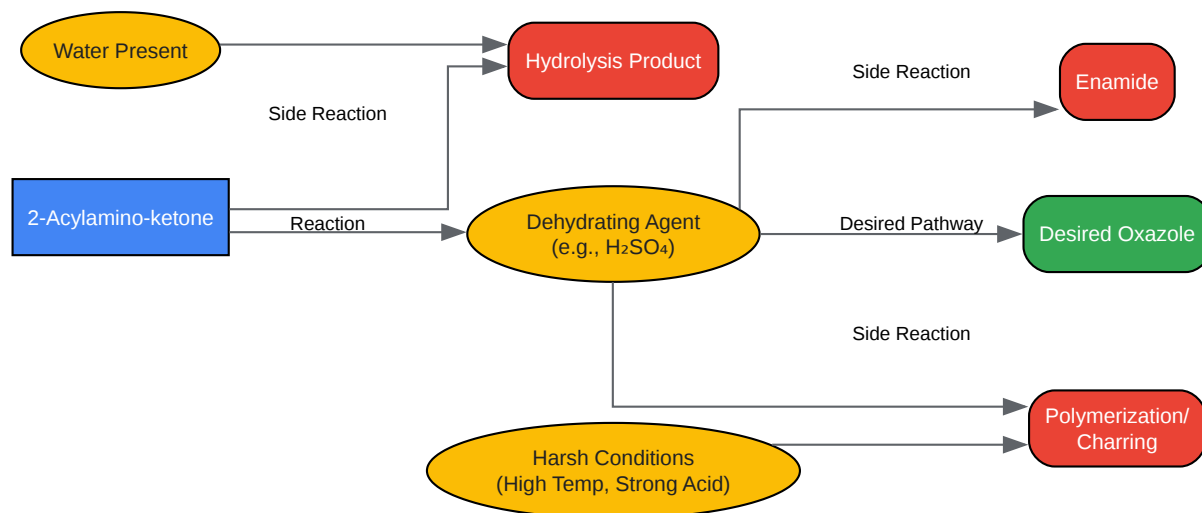 Water Present
Hydrolysis Product
Side Reaction
Enamide
Side Reaction
2-Acylamino-ketone
Reaction
Dehydrating Agent
(e.g., H₂SO₄)
Desired Pathway
Desired Oxazole
Side Reaction
Polymerization/
Charring
Harsh Conditions
(High Temp, Strong Acid)